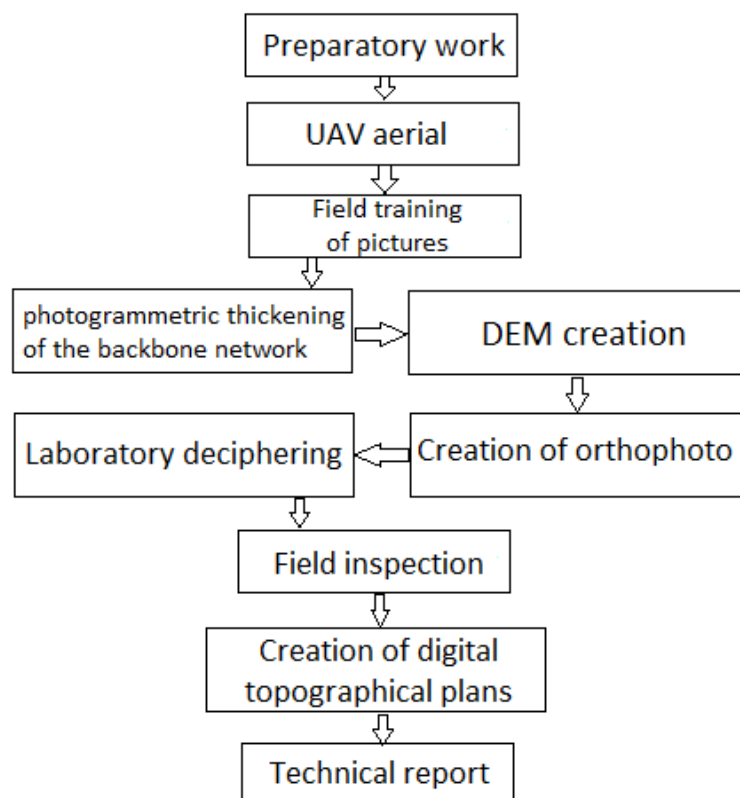 Preparatory work
UAV aerial
Field training
of pictures
photogrammetric thickening
of the backbone network
DEM creation
Laboratory deciphering
Creation of orthophoto
Field inspection
Creation of digital
topographical plans
Technical report